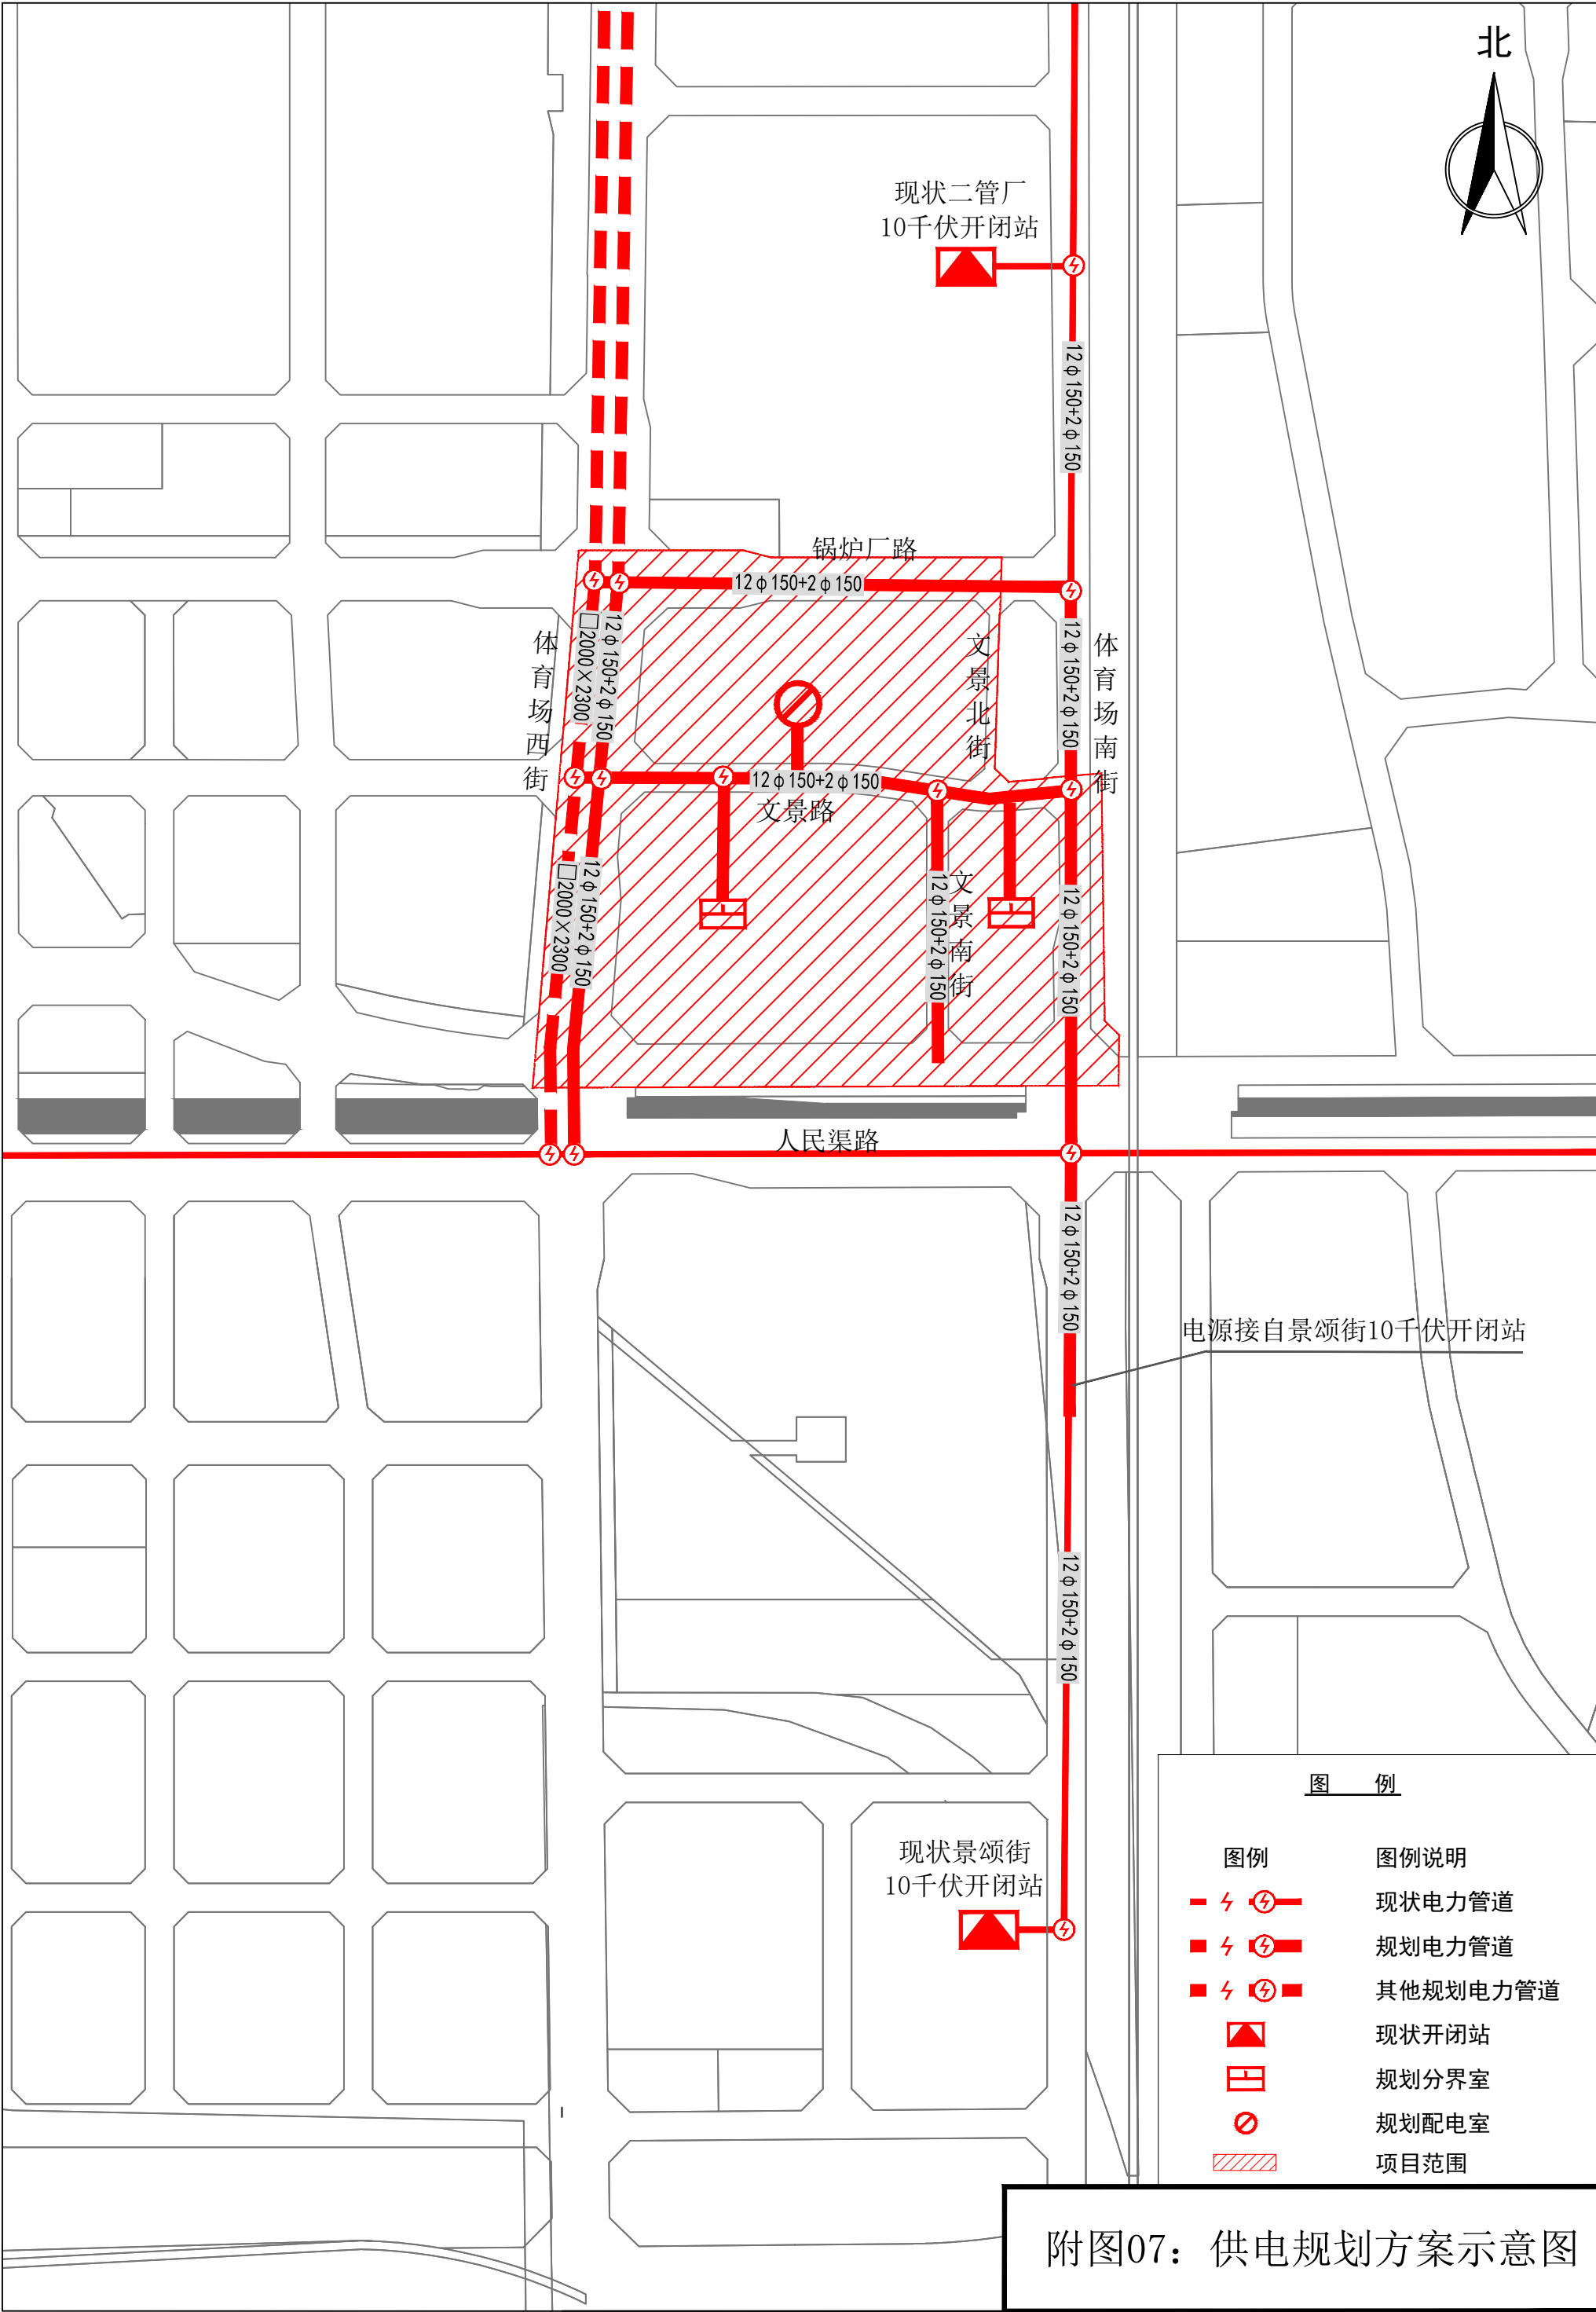 北
现状二管厂
10千伏开闭站
12φ150+2φ150
锅炉厂路
12φ150+2φ150
体育场西街
□2000×2300
12φ150+2φ150
文景北街
12φ150+2φ150
体育场南街
12φ150+2φ150
文景路
□2000×2300
12φ150+2φ150
12φ150+2φ150
文景南街
12φ150+2φ150
人民渠路
12φ150+2φ150
电源接自景颂街10千伏开闭站
12φ150+2φ150
现状景颂街
10千伏开闭站
图 例
图例 图例说明
现状电力管道
规划电力管道
其他规划电力管道
现状开闭站
规划分界室
规划配电室
项目范围
附图07：供电规划方案示意图